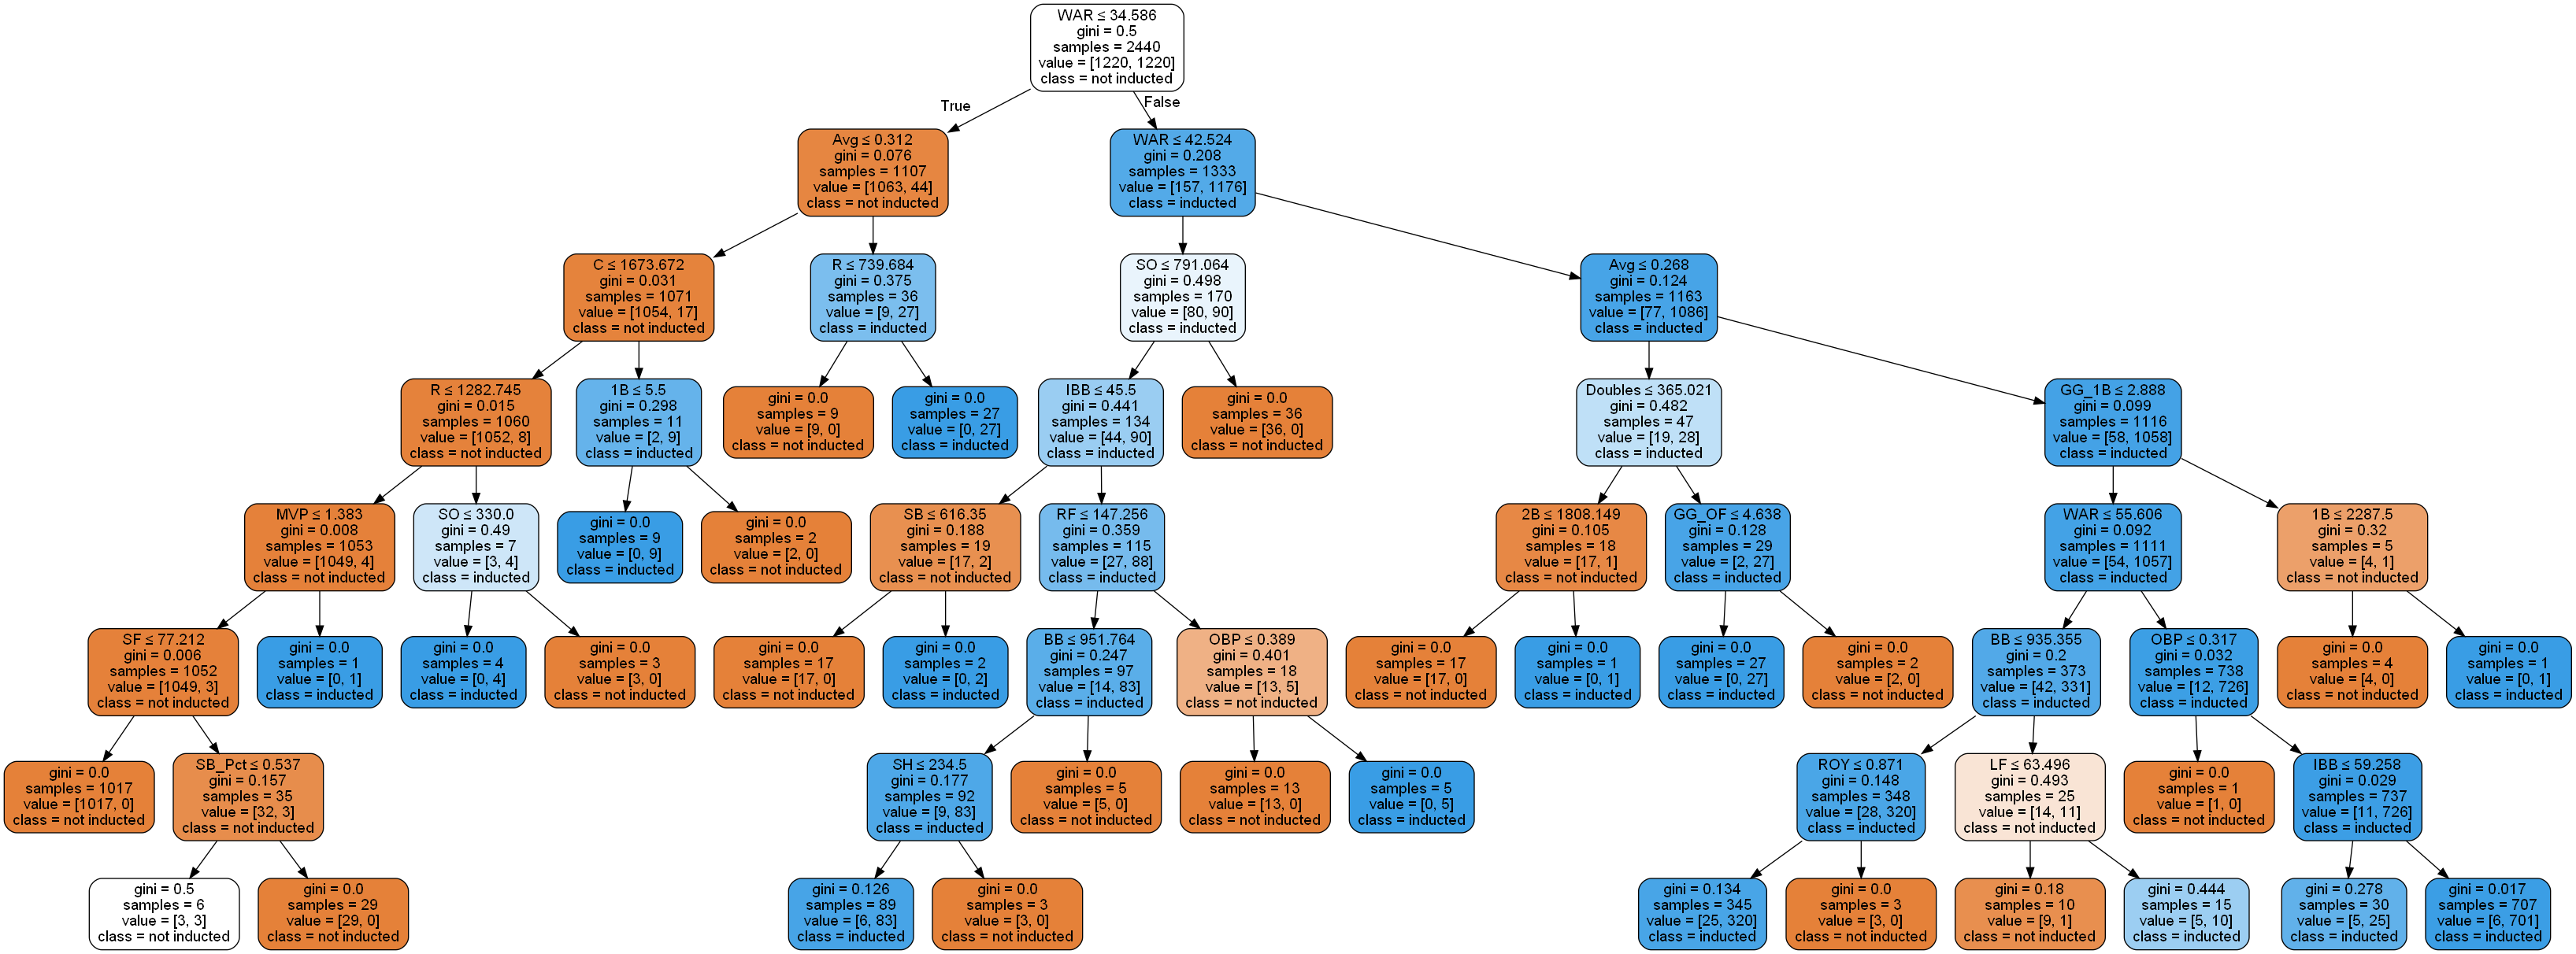 WAR ≤ 34.586
gini = 0.5
samples = 2440
value = [1220, 1220]
class = not inducted
True
False
Avg ≤ 0.312
gini = 0.076
samples = 1107
value = [1063, 44]
class = not inducted
WAR ≤ 42.524
gini = 0.208
samples = 1333
value = [157, 1176]
class = inducted
C ≤ 1673.672
gini = 0.031
samples = 1071
value = [1054, 17]
class = not inducted
R ≤ 739.684
gini = 0.375
samples = 36
value = [9, 27]
class = inducted
SO ≤ 791.064
gini = 0.498
samples = 170
value = [80, 90]
class = inducted
Avg ≤ 0.268
gini = 0.124
samples = 1163
value = [77, 1086]
class = inducted
R ≤ 1282.745
gini = 0.015
samples = 1060
value = [1052, 8]
class = not inducted
1B ≤ 5.5
gini = 0.298
samples = 11
value = [2, 9]
class = inducted
gini = 0.0
samples = 9
value = [9, 0]
class = not inducted
gini = 0.0
samples = 27
value = [0, 27]
class = inducted
IBB ≤ 45.5
gini = 0.441
samples = 134
value = [44, 90]
class = inducted
gini = 0.0
samples = 36
value = [36, 0]
class = not inducted
Doubles ≤ 365.021
gini = 0.482
samples = 47
value = [19, 28]
class = inducted
GG_1B ≤ 2.888
gini = 0.099
samples = 1116
value = [58, 1058]
class = inducted
MVP ≤ 1.383
gini = 0.008
samples = 1053
value = [1049, 4]
class = not inducted
SO ≤ 330.0
gini = 0.49
samples = 7
value = [3, 4]
class = inducted
gini = 0.0
samples = 9
value = [0, 9]
class = inducted
gini = 0.0
samples = 2
value = [2, 0]
class = not inducted
SB ≤ 616.35
gini = 0.188
samples = 19
value = [17, 2]
class = not inducted
RF ≤ 147.256
gini = 0.359
samples = 115
value = [27, 88]
class = inducted
2B ≤ 1808.149
gini = 0.105
samples = 18
value = [17, 1]
class = not inducted
GG_OF ≤ 4.638
gini = 0.128
samples = 29
value = [2, 27]
class = inducted
WAR ≤ 55.606
gini = 0.092
samples = 1111
value = [54, 1057]
class = inducted
1B ≤ 2287.5
gini = 0.32
samples = 5
value = [4, 1]
class = not inducted
SF ≤ 77.212
gini = 0.006
samples = 1052
value = [1049, 3]
class = not inducted
gini = 0.0
samples = 1
value = [0, 1]
class = inducted
gini = 0.0
samples = 4
value = [0, 4]
class = inducted
gini = 0.0
samples = 3
value = [3, 0]
class = not inducted
gini = 0.0
samples = 17
value = [17, 0]
class = not inducted
gini = 0.0
samples = 2
value = [0, 2]
class = inducted
BB ≤ 951.764
gini = 0.247
samples = 97
value = [14, 83]
class = inducted
OBP ≤ 0.389
gini = 0.401
samples = 18
value = [13, 5]
class = not inducted
gini = 0.0
samples = 17
value = [17, 0]
class = not inducted
gini = 0.0
samples = 1
value = [0, 1]
class = inducted
gini = 0.0
samples = 27
value = [0, 27]
class = inducted
gini = 0.0
samples = 2
value = [2, 0]
class = not inducted
BB ≤ 935.355
gini = 0.2
samples = 373
value = [42, 331]
class = inducted
OBP ≤ 0.317
gini = 0.032
samples = 738
value = [12, 726]
class = inducted
gini = 0.0
samples = 4
value = [4, 0]
class = not inducted
gini = 0.0
samples = 1
value = [0, 1]
class = inducted
gini = 0.0
samples = 1017
value = [1017, 0]
class = not inducted
SB_Pct ≤ 0.537
gini = 0.157
samples = 35
value = [32, 3]
class = not inducted
SH ≤ 234.5
gini = 0.177
samples = 92
value = [9, 83]
class = inducted
gini = 0.0
samples = 5
value = [5, 0]
class = not inducted
gini = 0.0
samples = 13
value = [13, 0]
class = not inducted
gini = 0.0
samples = 5
value = [0, 5]
class = inducted
ROY ≤ 0.871
gini = 0.148
samples = 348
value = [28, 320]
class = inducted
LF ≤ 63.496
gini = 0.493
samples = 25
value = [14, 11]
class = not inducted
gini = 0.0
samples = 1
value = [1, 0]
class = not inducted
IBB ≤ 59.258
gini = 0.029
samples = 737
value = [11, 726]
class = inducted
gini = 0.5
samples = 6
value = [3, 3]
class = not inducted
gini = 0.0
samples = 29
value = [29, 0]
class = not inducted
gini = 0.126
samples = 89
value = [6, 83]
class = inducted
gini = 0.0
samples = 3
value = [3, 0]
class = not inducted
gini = 0.134
samples = 345
value = [25, 320]
class = inducted
gini = 0.0
samples = 3
value = [3, 0]
class = not inducted
gini = 0.18
samples = 10
value = [9, 1]
class = not inducted
gini = 0.444
samples = 15
value = [5, 10]
class = inducted
gini = 0.278
samples = 30
value = [5, 25]
class = inducted
gini = 0.017
samples = 707
value = [6, 701]
class = inducted